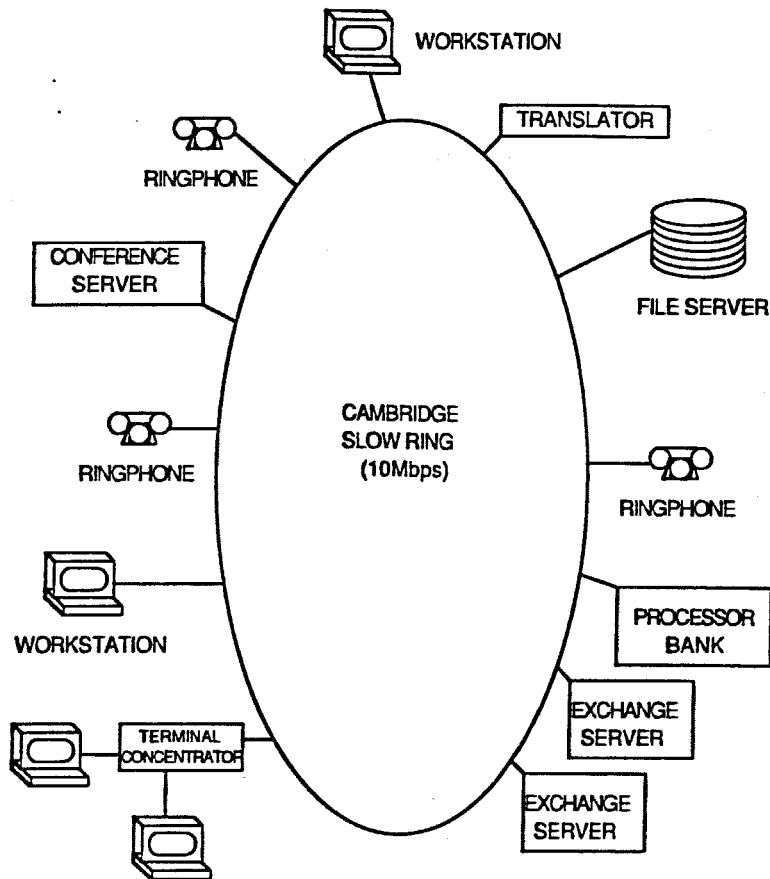 WORKSTATION
TRANSLATOR
RINGPHONE
CONFERENCE
SERVER
FILE SERVER
CAMBRIDGE
SLOW RING
(10Mbps)
RINGPHONE
RINGPHONE
WORKSTATION
PROCESSOR
BANK
TERMINAL
CONCENTRATOR
EXCHANGE
SERVER
EXCHANGE
SERVER